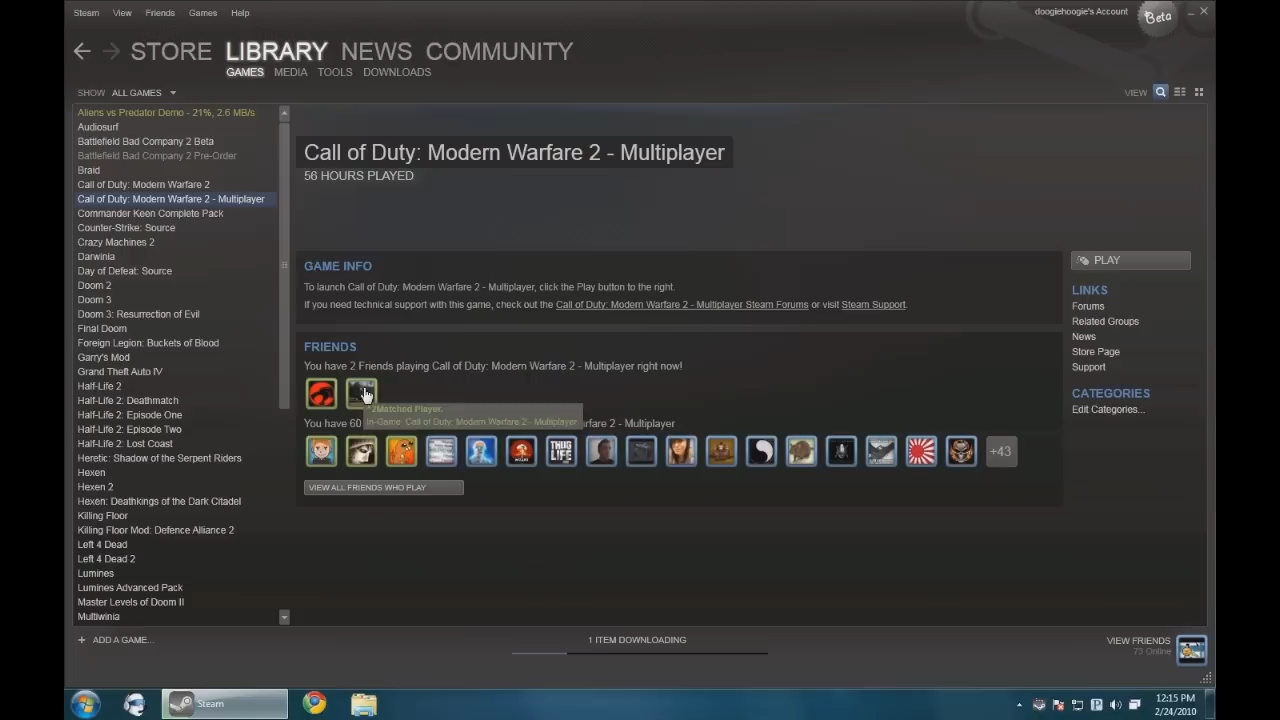 Steam View Friends Games Help
doogiehoogie's Account
Beta
STORE LIBRARY NEWS COMMUNITY
GAMES MEDIA TOOLS DOWNLOADS
SHOW ALL GAMES
VIEW
Aliens vs Predator Demo - 21%, 2.6 MB/s
Audiosurf
Battlefield Bad Company 2 Beta
Battlefield Bad Company 2 Pre-Order
Braid
Call of Duty: Modern Warfare 2
Call of Duty: Modern Warfare 2 - Multiplayer
Commander Keen Complete Pack
Counter-Strike: Source
Crazy Machines 2
Darwinia
Day of Defeat: Source
Doom 2
Doom 3
Doom 3: Resurrection of Evil
Final Doom
Foreign Legion: Buckets of Blood
Garry's Mod
Grand Theft Auto IV
Half-Life 2
Half-Life 2: Deathmatch
Half-Life 2: Episode One
Half-Life 2: Episode Two
Half-Life 2: Lost Coast
Heretic: Shadow of the Serpent Riders
Hexen
Hexen 2
Hexen: Deathkings of the Dark Citadel
Killing Floor
Killing Floor Mod: Defence Alliance 2
Left 4 Dead
Left 4 Dead 2
Lumines
Lumines Advanced Pack
Master Levels of Doom II
Multiwinia
Call of Duty: Modern Warfare 2 - Multiplayer
56 HOURS PLAYED
GAME INFO
To launch Call of Duty: Modern Warfare 2 - Multiplayer, click the Play button to the right.
If you need technical support with this game, check out the Call of Duty: Modern Warfare 2 - Multiplayer Steam Forums or visit Steam Support.
FRIENDS
You have 2 Friends playing Call of Duty: Modern Warfare 2 - Multiplayer right now!
*2Matched Player:
In-Game: Call of Duty: Modern Warfare 2 - Multiplayer
You have 60 rfare 2 - Multiplayer
THUG LIFE
+43
VIEW ALL FRIENDS WHO PLAY
PLAY
LINKS
Forums
Related Groups
News
Store Page
Support
CATEGORIES
Edit Categories...
+ ADD A GAME...
1 ITEM DOWNLOADING
VIEW FRIENDS
73 Online
Steam
12:15 PM
2/24/2010